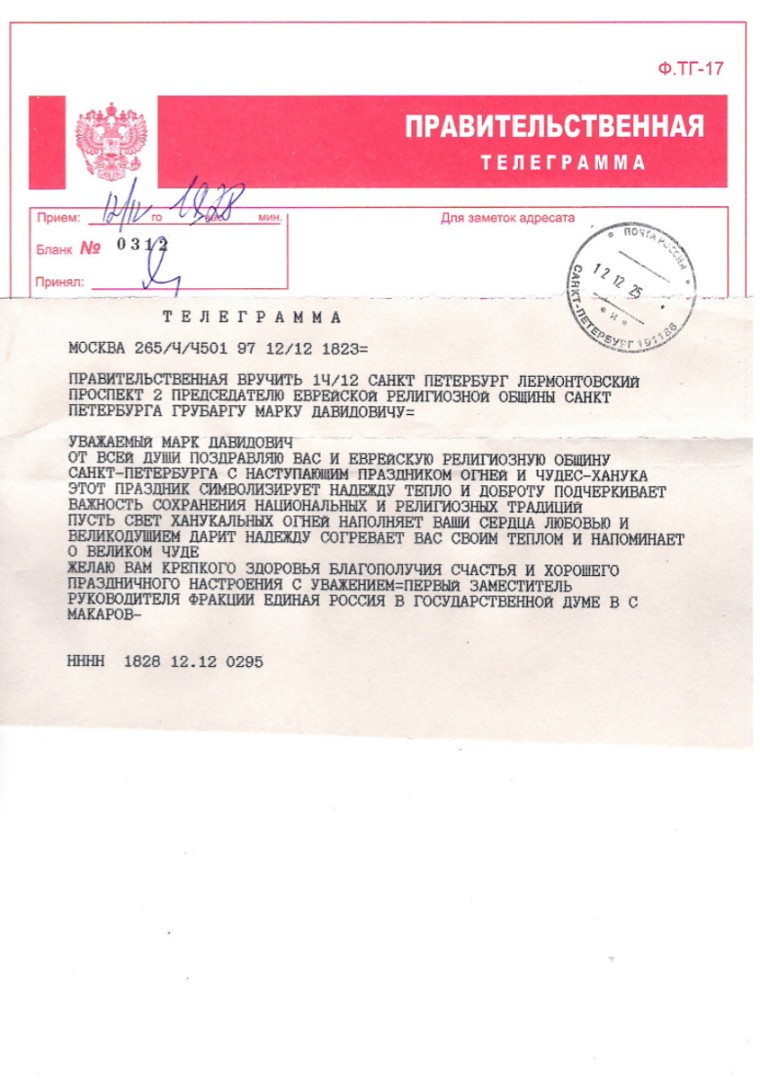 Ф.ТГ-17
ПРАВИТЕЛЬСТВЕННАЯ
ТЕЛЕГРАММА
Прием: 12/12 го 1828 мин.
Для заметок адресата
Бланк № 0312
Принял:
ПОЧТА РОССИИ
12 12 25
* И *
САНКТ-ПЕТЕРБУРГ 191186
ТЕЛЕГРАММА
МОСКВА 265/Ч/Ч501 97 12/12 1823=
ПРАВИТЕЛЬСТВЕННАЯ ВРУЧИТЬ 1Ч/12 САНКТ ПЕТЕРБУРГ ЛЕРМОНТОВСКИЙ
ПРОСПЕКТ 2 ПРЕДСЕДАТЕЛЮ ЕВРЕЙСКОЙ РЕЛИГИОЗНОЙ ОБЩИНЫ САНКТ
ПЕТЕРБУРГА ГРУБАРГУ МАРКУ ДАВИДОВИЧУ=
УВАЖАЕМЫЙ МАРК ДАВИДОВИЧ
ОТ ВСЕЙ ДУШИ ПОЗДРАВЛЯЮ ВАС И ЕВРЕЙСКУЮ РЕЛИГИОЗНУЮ ОБЩИНУ
САНКТ-ПЕТЕРБУРГА С НАСТУПАЮЩИМ ПРАЗДНИКОМ ОГНЕЙ И ЧУДЕС-ХАНУКА
ЭТОТ ПРАЗДНИК СИМВОЛИЗИРУЕТ НАДЕЖДУ ТЕПЛО И ДОБРОТУ ПОДЧЕРКИВАЕТ
ВАЖНОСТЬ СОХРАНЕНИЯ НАЦИОНАЛЬНЫХ И РЕЛИГИОЗНЫХ ТРАДИЦИЙ
ПУСТЬ СВЕТ ХАНУКАЛЬНЫХ ОГНЕЙ НАПОЛНЯЕТ ВАШИ СЕРДЦА ЛЮБОВЬЮ И
ВЕЛИКОДУШИЕМ ДАРИТ НАДЕЖДУ СОГРЕВАЕТ ВАС СВОИМ ТЕПЛОМ И НАПОМИНАЕТ
О ВЕЛИКОМ ЧУДЕ
ЖЕЛАЮ ВАМ КРЕПКОГО ЗДОРОВЬЯ БЛАГОПОЛУЧИЯ СЧАСТЬЯ И ХОРОШЕГО
ПРАЗДНИЧНОГО НАСТРОЕНИЯ С УВАЖЕНИЕМ=ПЕРВЫЙ ЗАМЕСТИТЕЛЬ
РУКОВОДИТЕЛЯ ФРАКЦИИ ЕДИНАЯ РОССИЯ В ГОСУДАРСТВЕННОЙ ДУМЕ В С
МАКАРОВ-
НННН 1828 12.12 0295